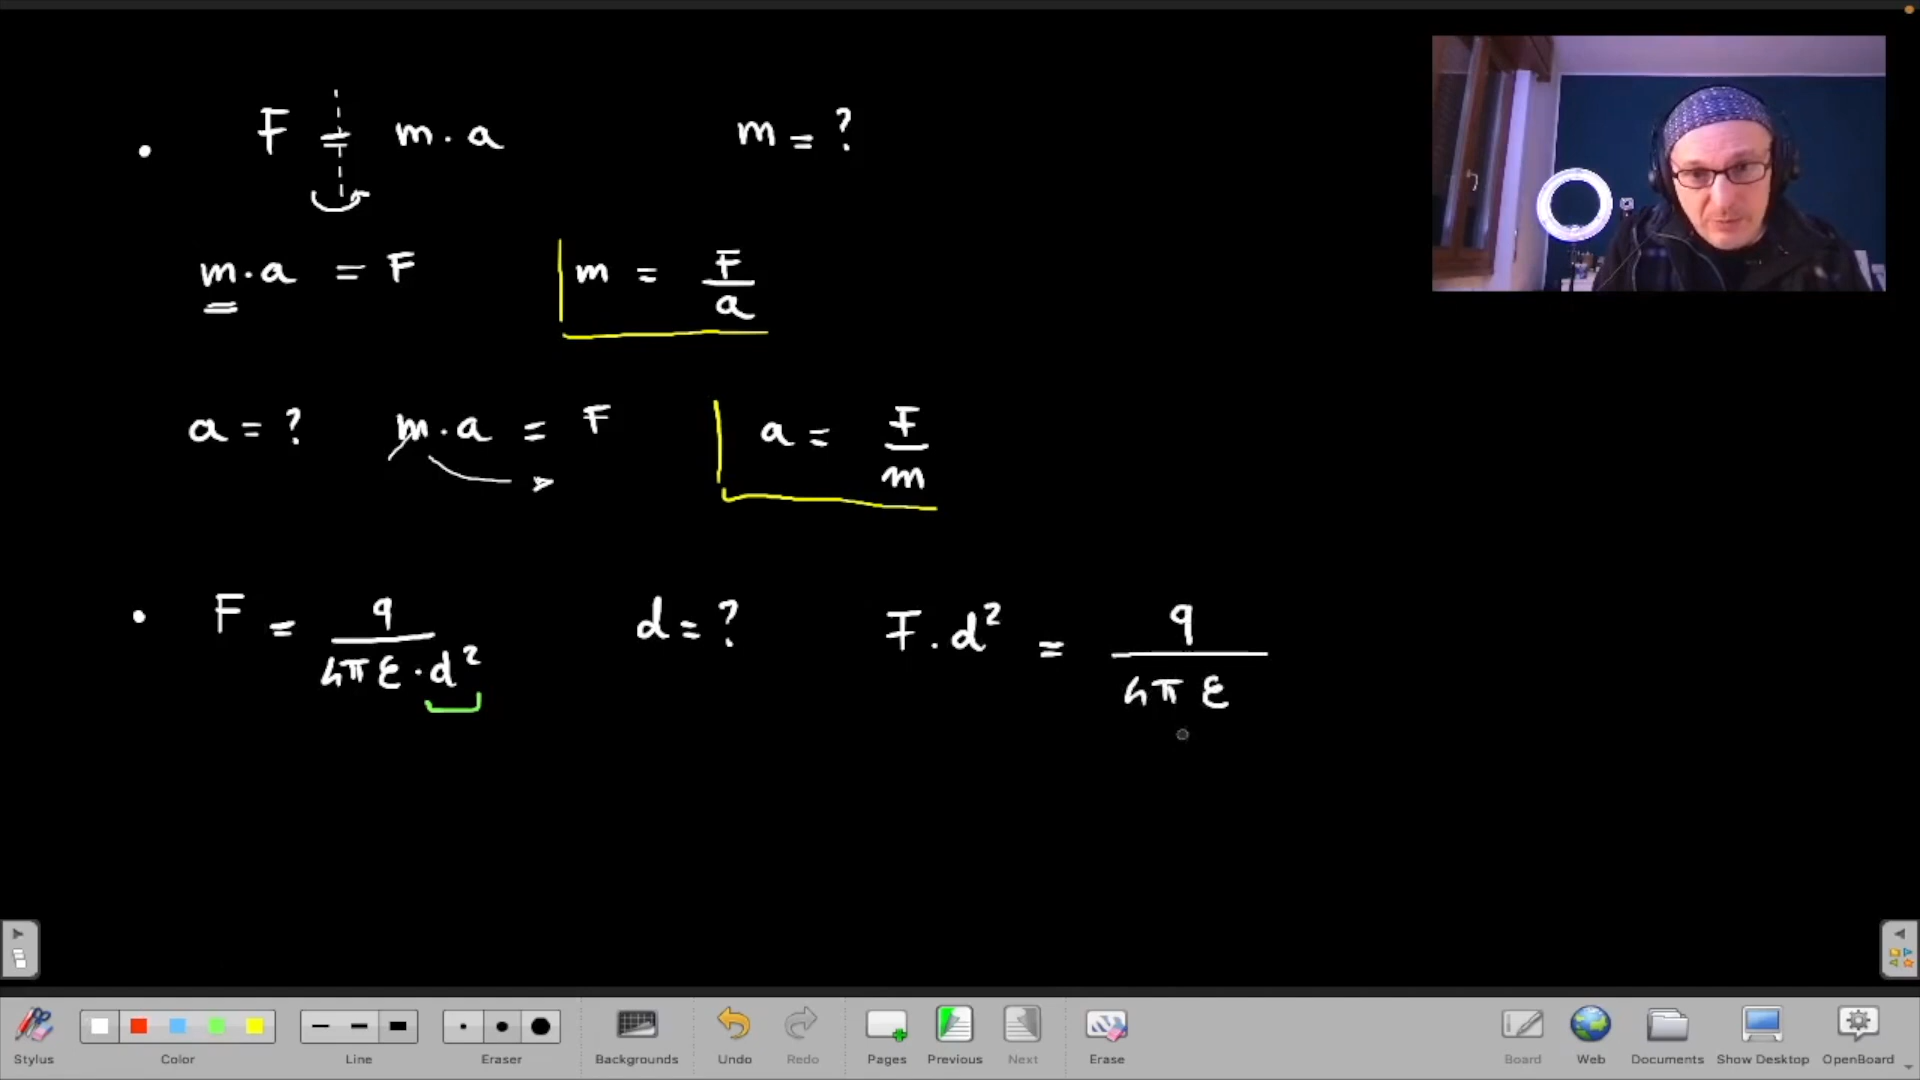 • F = m · a m = ?
m · a = F m = F/a
a = ? m · a = F a = F/m
• F = q/(4πε · d²) d = ? F · d² = q/(4πε)
Stylus Color Line Eraser Backgrounds Undo Redo Pages Previous Next Erase Board Web Documents Show Desktop OpenBoard